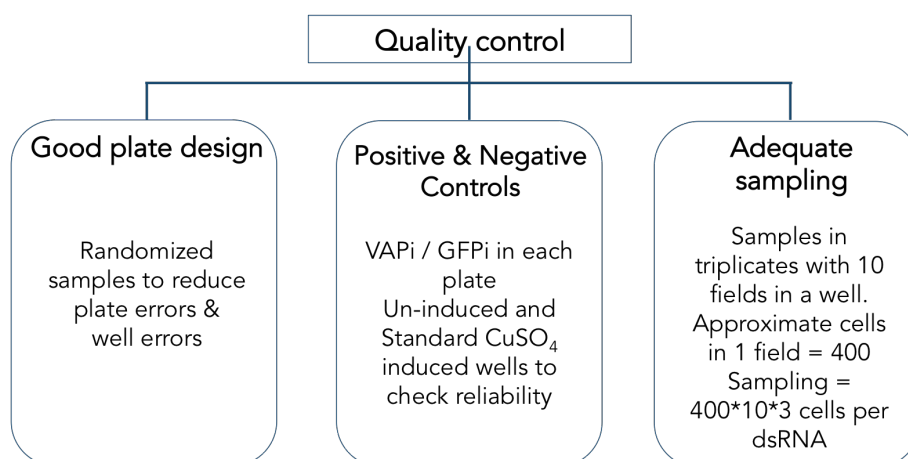 Quality control
Good plate design
Randomized
samples to reduce
plate errors &
well errors
Positive & Negative
Controls
VAPi / GFPi in each
plate
Un-induced and
Standard CuSO₄
induced wells to
check reliability
Adequate
sampling
Samples in
triplicates with 10
fields in a well.
Approximate cells
in 1 field = 400
Sampling =
400*10*3 cells per
dsRNA